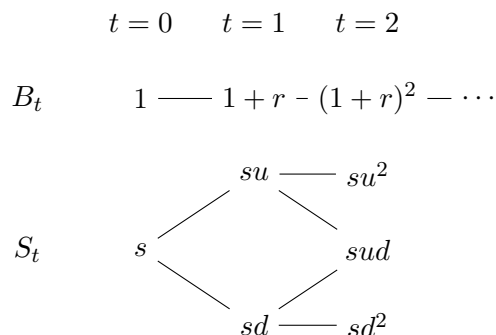 t = 0 t = 1 t = 2
B_t 1 1 + r (1 + r)^2 ⋯
su su^2
S_t s sud
sd sd^2